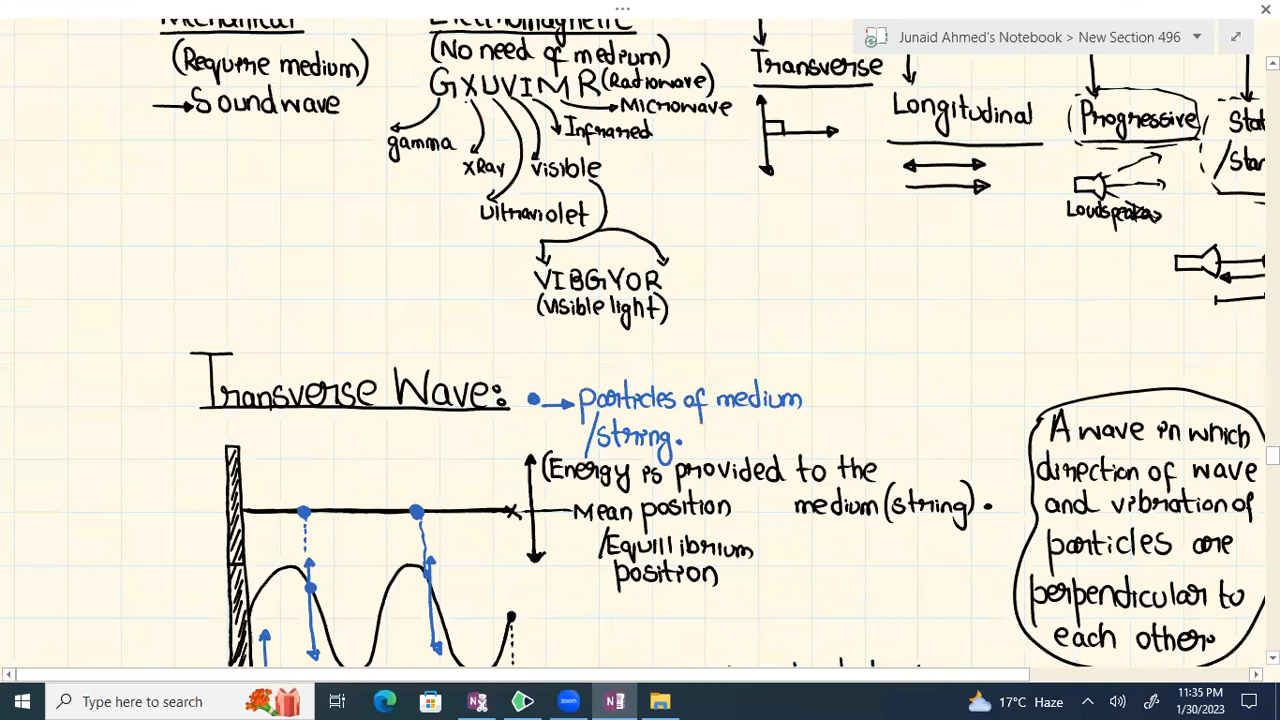 Junaid Ahmed's Notebook > New Section 496
Mechanical
(Require medium)
Soundwave
Electromagnetic
(No need of medium)
GXUVIMR (Radiowave)
Microwave
Infrared
gamma
XRay
visible
Ultraviolet
VIBGYOR
(visible light)
Transverse
Longitudinal
Progressive
Loudspeaker
Transverse Wave:
particles of medium
/string.
(Energy is provided to the
medium (string).
Mean position
/Equillibrium
position
A wave in which
direction of wave
and vibration of
particles are
perpendicular to
each other
Type here to search
17°C Haze
11:35 PM
1/30/2023